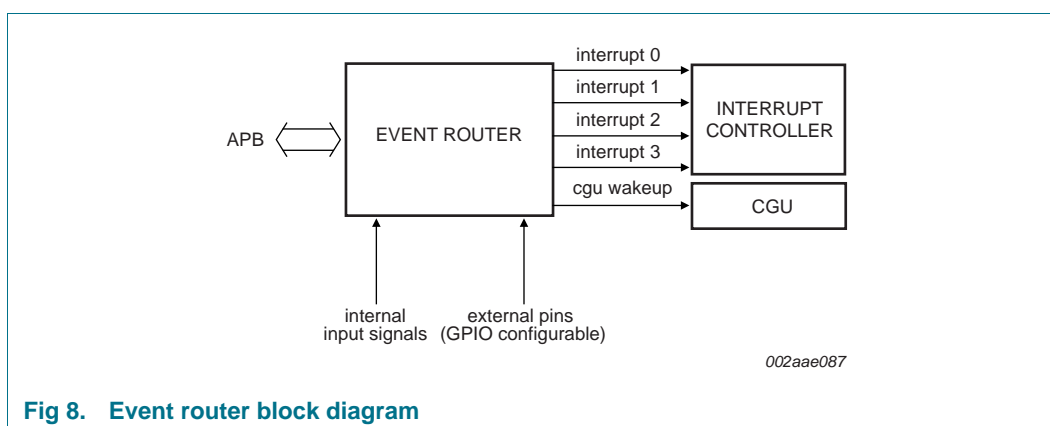 interrupt 0
interrupt 1
INTERRUPT
CONTROLLER
APB
EVENT ROUTER
interrupt 2
interrupt 3
cgu wakeup
CGU
internal
input signals
external pins
(GPIO configurable)
002aae087
Fig 8. Event router block diagram